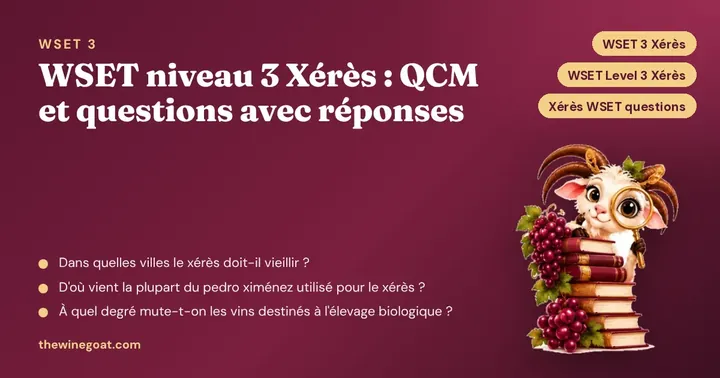 WSET 3
WSET niveau 3 Xérès : QCM
et questions avec réponses
WSET 3 Xérès
WSET Level 3 Xérès
Xérès WSET questions
Dans quelles villes le xérès doit-il vieillir ?
D'où vient la plupart du pedro ximénez utilisé pour le xérès ?
À quel degré mute-t-on les vins destinés à l'élevage biologique ?
thewinegoat.com